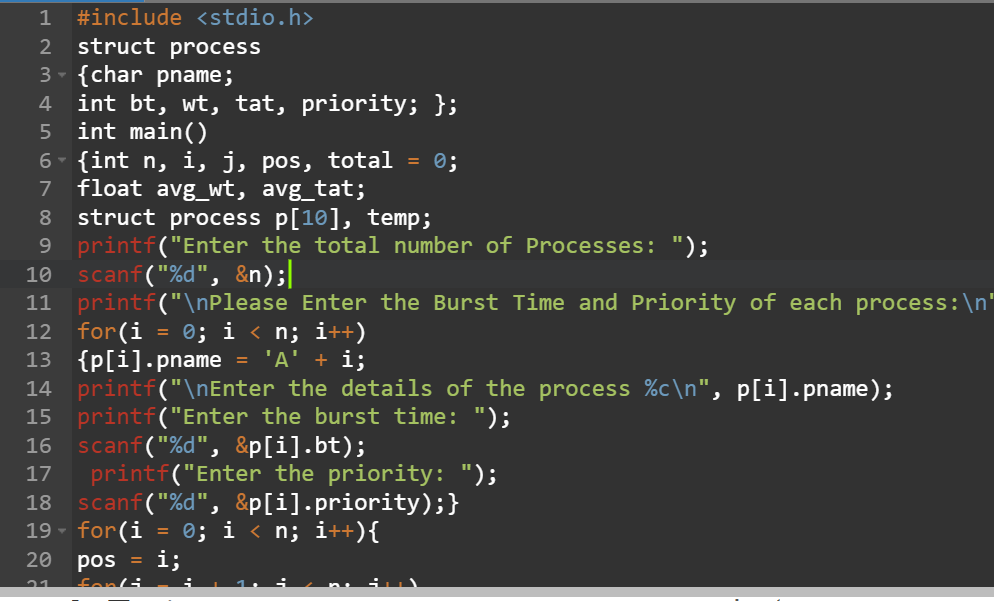 1 #include <stdio.h>
2 struct process
3 {char pname;
4 int bt, wt, tat, priority; };
5 int main()
6 {int n, i, j, pos, total = 0;
7 float avg_wt, avg_tat;
8 struct process p[10], temp;
9 printf("Enter the total number of Processes: ");
10 scanf("%d", &n);
11 printf("\nPlease Enter the Burst Time and Priority of each process:\n"
12 for(i = 0; i < n; i++)
13 {p[i].pname = 'A' + i;
14 printf("\nEnter the details of the process %c\n", p[i].pname);
15 printf("Enter the burst time: ");
16 scanf("%d", &p[i].bt);
17 printf("Enter the priority: ");
18 scanf("%d", &p[i].priority);}
19 for(i = 0; i < n; i++){
20 pos = i;
21